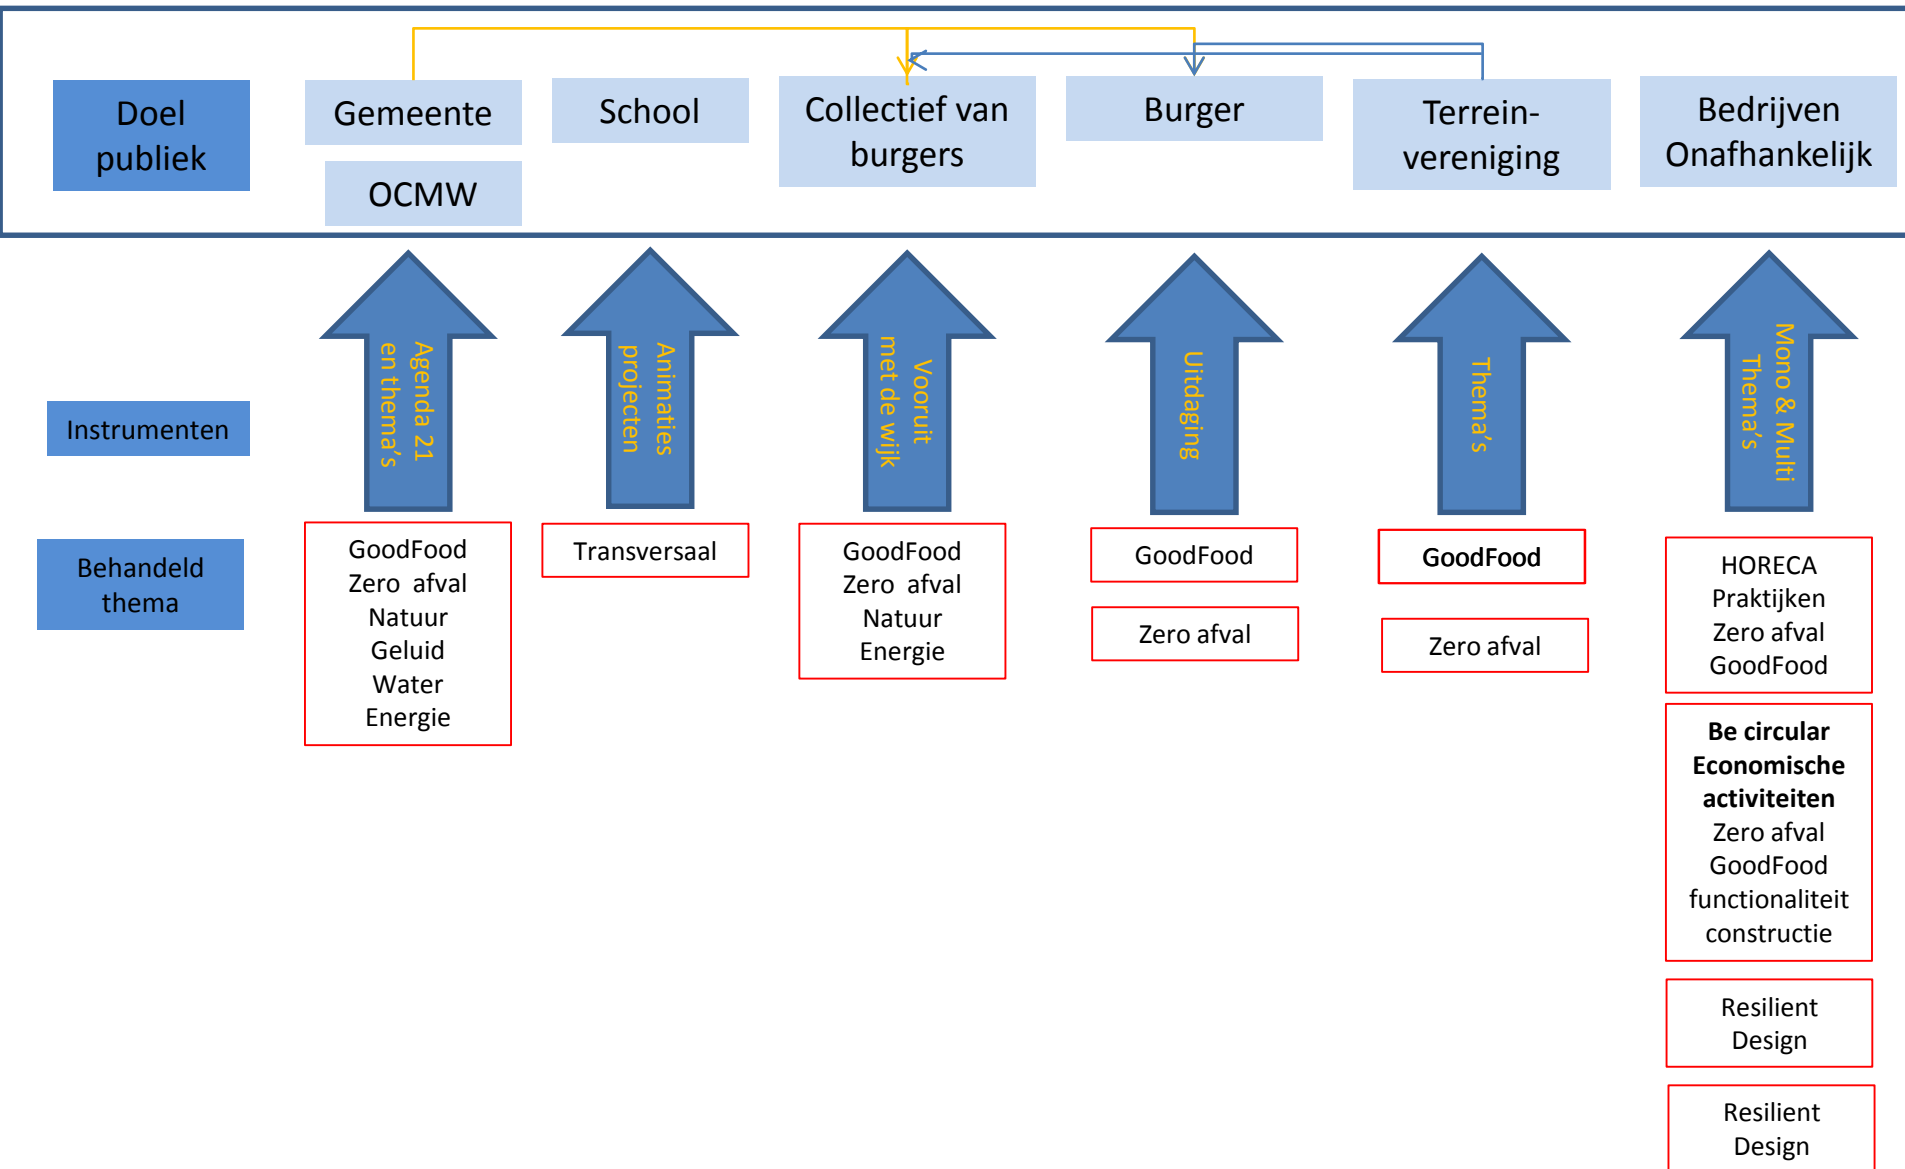 Doel
publiek
Gemeente
OCMW
School
Collectief van
burgers
Burger
Terrein-
vereniging
Bedrijven
Onafhankelijk
Instrumenten
Agenda 21
en thema's
Animaties
projecten
Vooruit
met de wijk
Uitdaging
Thema's
Mono & Multi
Thema's
Behandeld
thema
GoodFood
Zero afval
Natuur
Geluid
Water
Energie
Transversaal
GoodFood
Zero afval
Natuur
Energie
GoodFood
Zero afval
GoodFood
Zero afval
HORECA
Praktijken
Zero afval
GoodFood
Be circular
Economische
activiteiten
Zero afval
GoodFood
functionaliteit
constructie
Resilient
Design
Resilient
Design